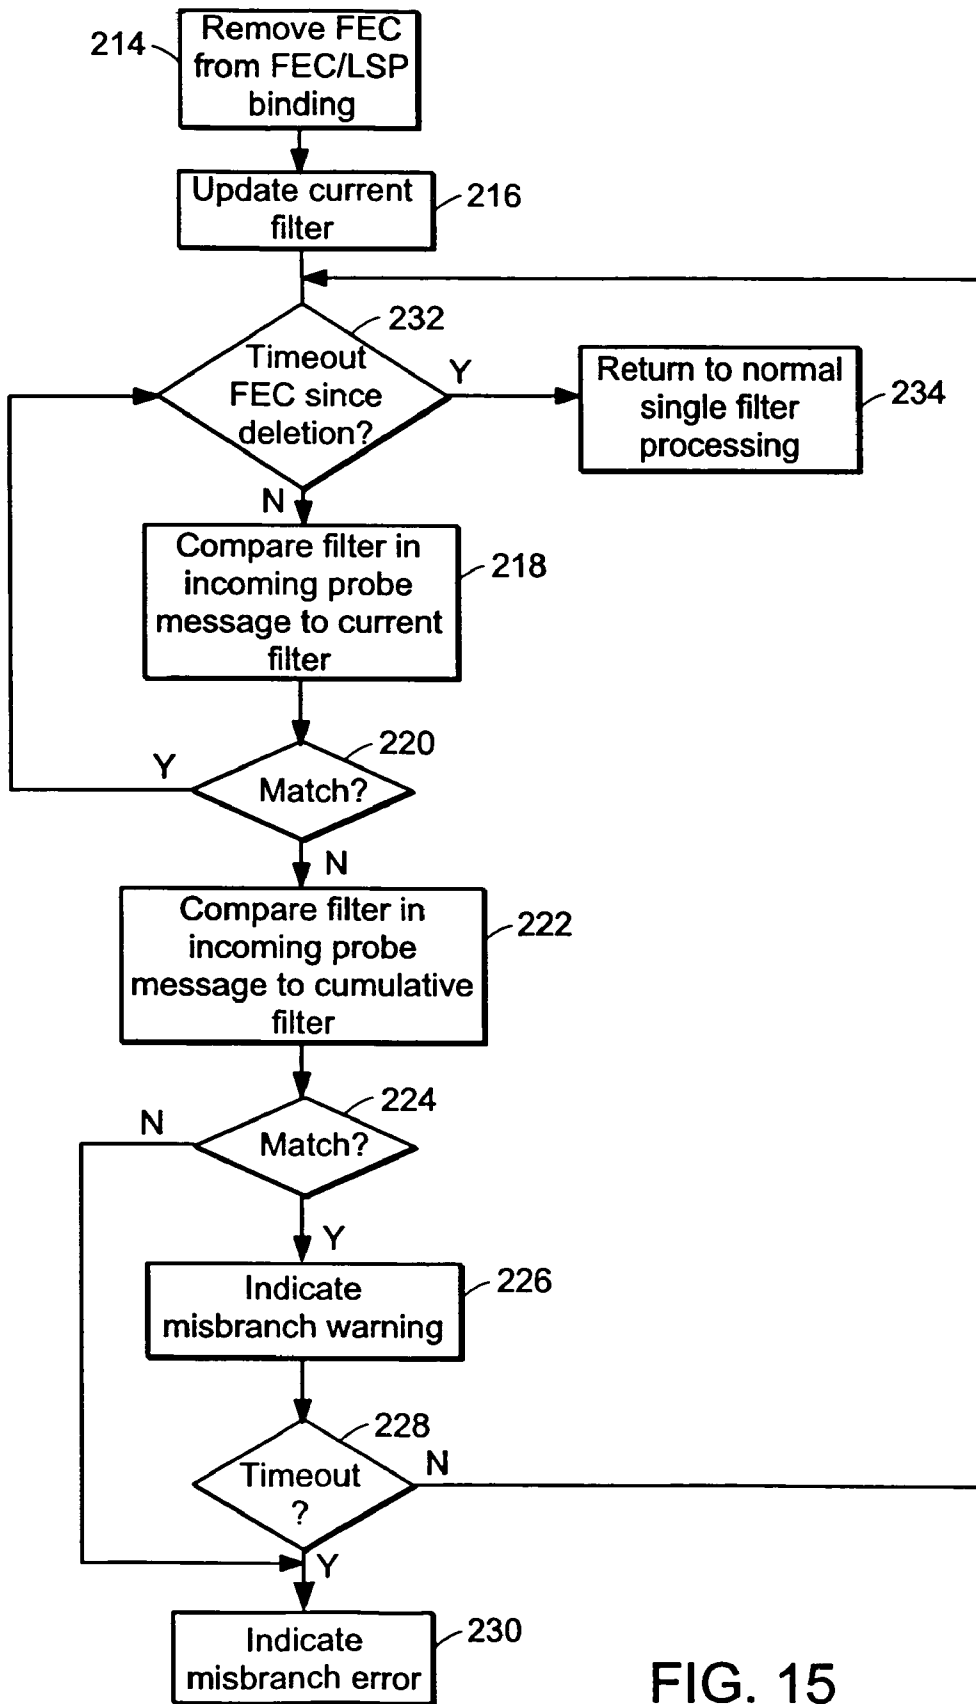 214
Remove FEC
from FEC/LSP
binding
Update current
filter
216
232
Timeout
FEC since
deletion?
Y
Return to normal
single filter
processing
234
N
Compare filter in
incoming probe
message to current
filter
218
220
Y
Match?
N
Compare filter in
incoming probe
message to cumulative
filter
222
224
N
Match?
Y
Indicate
misbranch warning
226
228
Timeout
?
N
Y
Indicate
misbranch error
230
FIG. 15